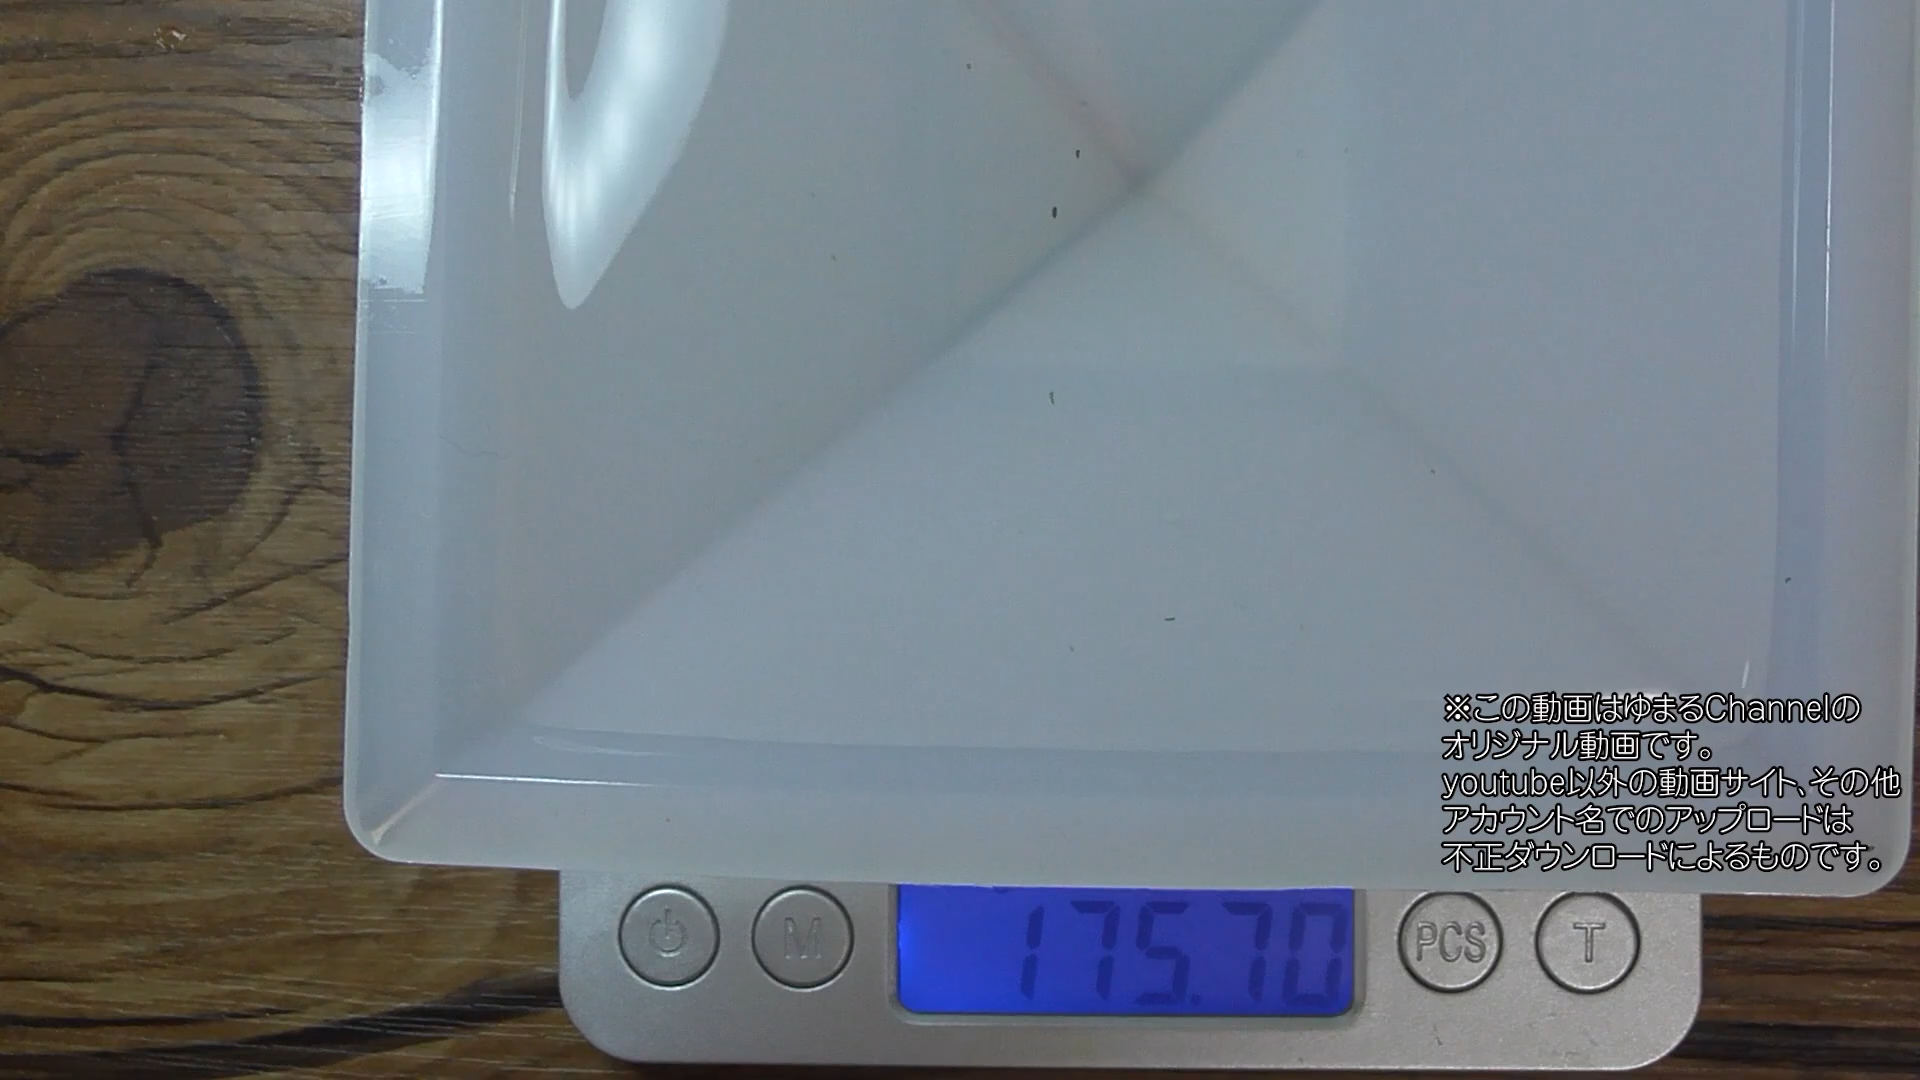 ※この動画はゆまるChannelの
オリジナル動画です。
youtube以外の動画サイト、その他
アカウント名でのアップロードは
不正ダウンロードによるものです。
M 175.70 PCS T